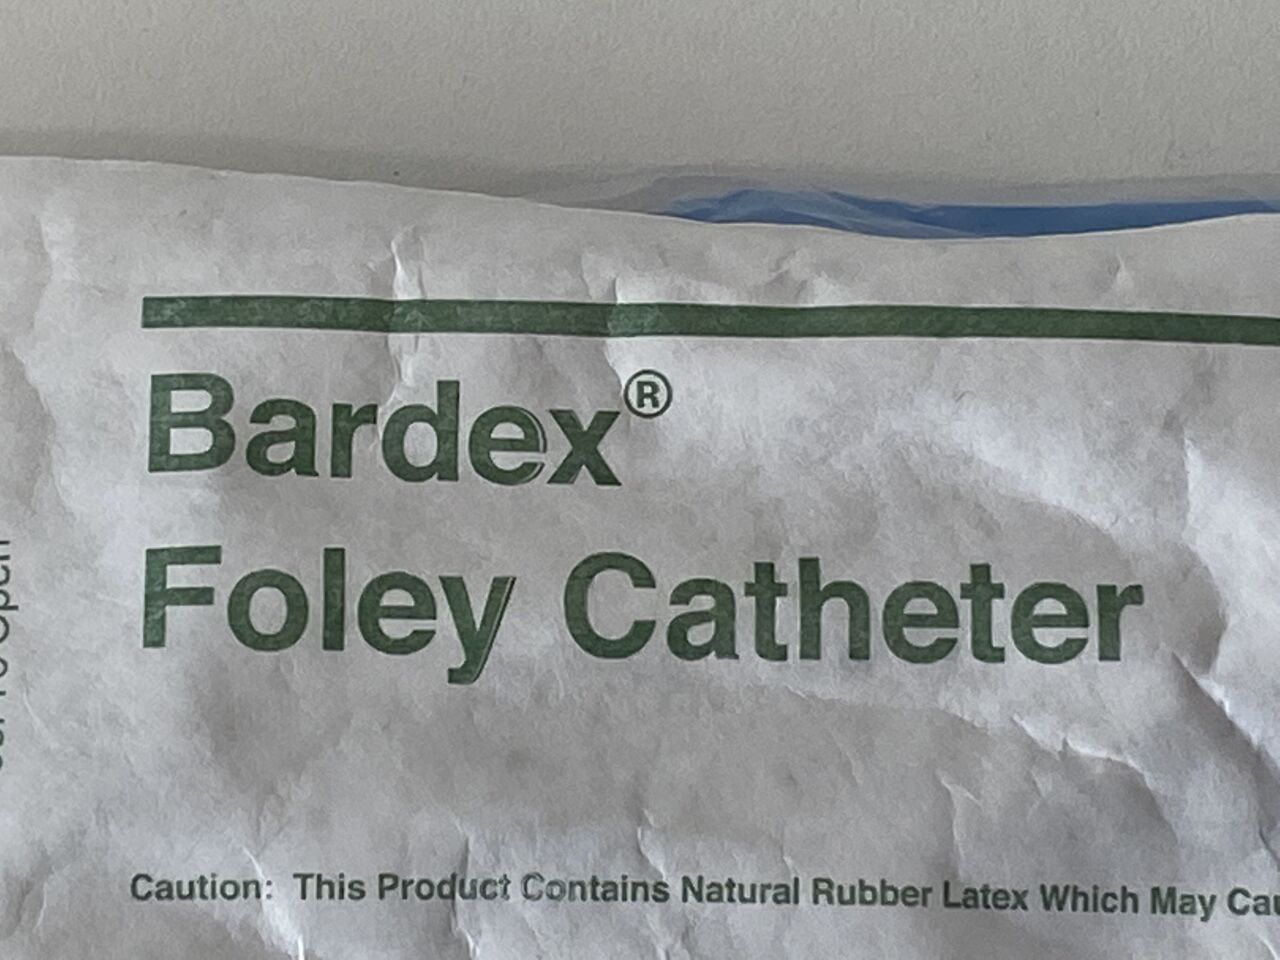 Bardex®
Foley Catheter
Caution: This Product Contains Natural Rubber Latex Which May